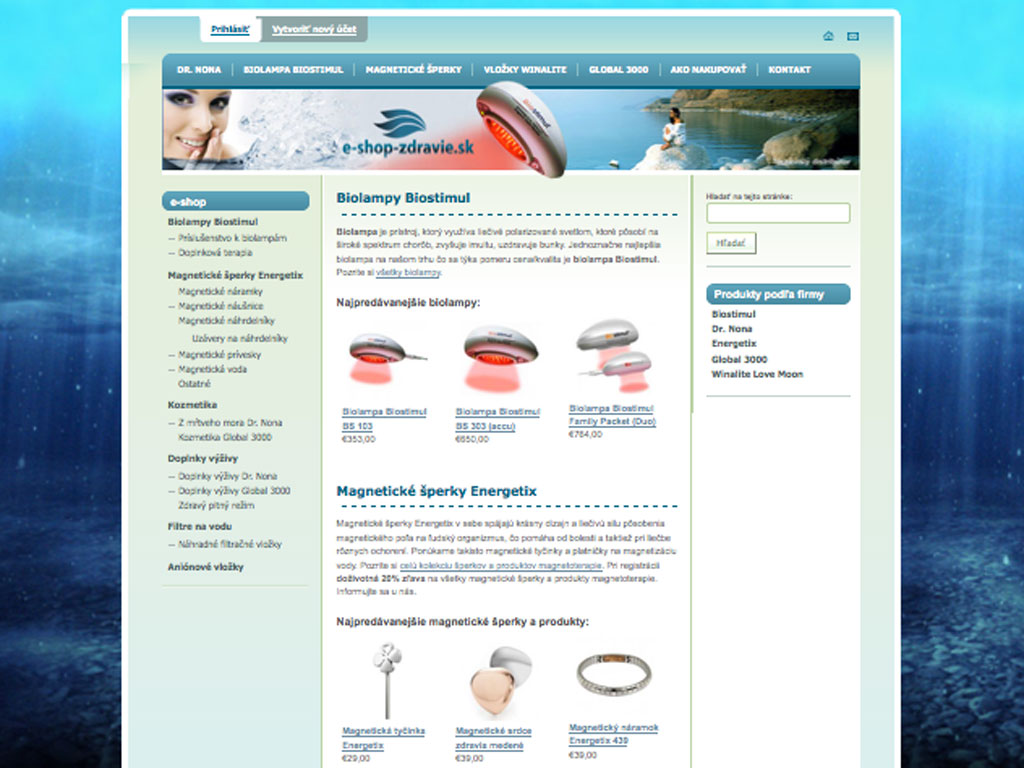 Prihlásiť
Vytvoriť nový účet
DR. NONA
BIOLAMPA BIOSTIMUL
MAGNETICKÉ ŠPERKY
VLOŽKY WINALITE
GLOBAL 3000
AKO NAKUPOVAŤ
KONTAKT
e-shop-zdravie.sk
e-shop
Biolampy Biostimul
— Príslušenstvo k biolampám
— Doplnková terapia
Magnetické šperky Energetix
Magnetické náramky
— Magnetické náušnice
Magnetické náhrdelníky
Uzávery na náhrdelníky
— Magnetické prívesky
— Magnetická voda
Ostatné
Kozmetika
— Z mŕtveho mora Dr. Nona
Kozmetika Global 3000
Doplnky výživy
— Doplnky výživy Dr. Nona
— Doplnky výživy Global 3000
Zdravý pitný režim
Filtre na vodu
— Náhradné filtračné vložky
Aniónové vložky
Biolampy Biostimul
Biolampa je prístroj, ktorý využíva liečivé polarizované svetlom, ktoré pôsobí na
široké spektrum chorôb, zvyšuje imuitu, uzdravuje bunky. Jednoznačne najlepšia
biolampa na našom trhu čo sa týka pomeru cena/kvalita je biolampa Biostimul.
Pozrite si všetky biolampy.
Najpredávanejšie biolampy:
Biolampa Biostimul
BS 103
€353,00
Biolampa Biostimul
BS 303 (accu)
€650,00
Biolampa Biostimul
Family Packet (Duo)
€764,00
Magnetické šperky Energetix
Magnetické šperky Energetix v sebe spájajú krásny dizajn a liečivú silu pôsobenia
magnetického poľa na ľudský organizmus, čo pomáha od bolesti a taktiež pri liečbe
rôznych ochorení. Ponúkame takisto magnetické tyčinky a platničky na magnetizáciu
vody. Pozrite si celú kolekciu šperkov a produktov magnetoterapie. Pri registrácii
doživotná 20% zľava na všetky magnetické šperky a produkty magnetoterapie.
Informujte sa u nás.
Najpredávanejšie magnetické šperky a produkty:
Magnetická tyčinka
Energetix
€29,00
Magnetické srdce
zdravia medené
€39,00
Magnetický náramok
Energetix 439
€39,00
Hľadať na tejto stránke:
Hľadať
Produkty podľa firmy
Biostimul
Dr. Nona
Energetix
Global 3000
Winalite Love Moon